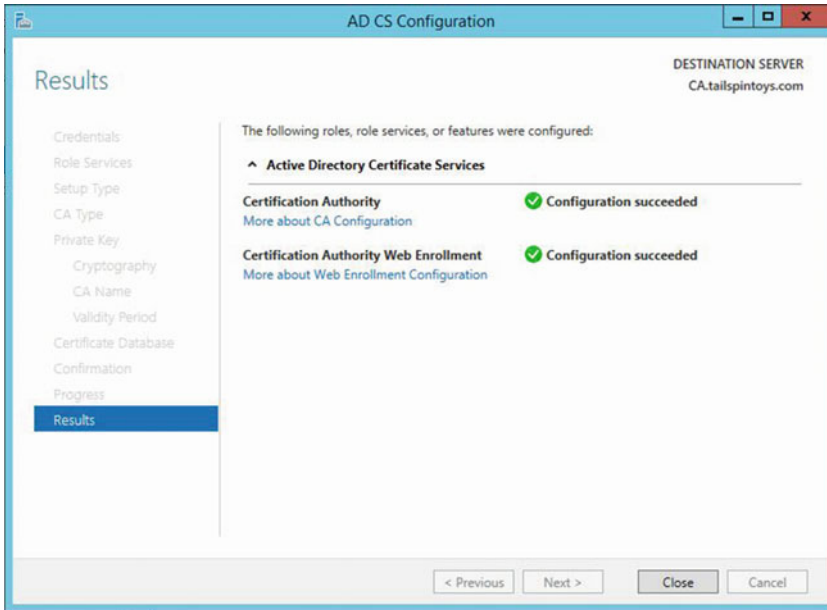 AD CS Configuration
Results
DESTINATION SERVER
CA.tailspintoys.com
Credentials
Role Services
Setup Type
CA Type
Private Key
Cryptography
CA Name
Validity Period
Certificate Database
Confirmation
Progress
Results
The following roles, role services, or features were configured:
Active Directory Certificate Services
Certification Authority Configuration succeeded
More about CA Configuration
Certification Authority Web Enrollment Configuration succeeded
More about Web Enrollment Configuration
< Previous Next > Close Cancel